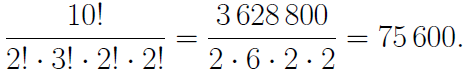 10! / (2! · 3! · 2! · 2!) = 3 628 800 / (2 · 6 · 2 · 2) = 75 600.